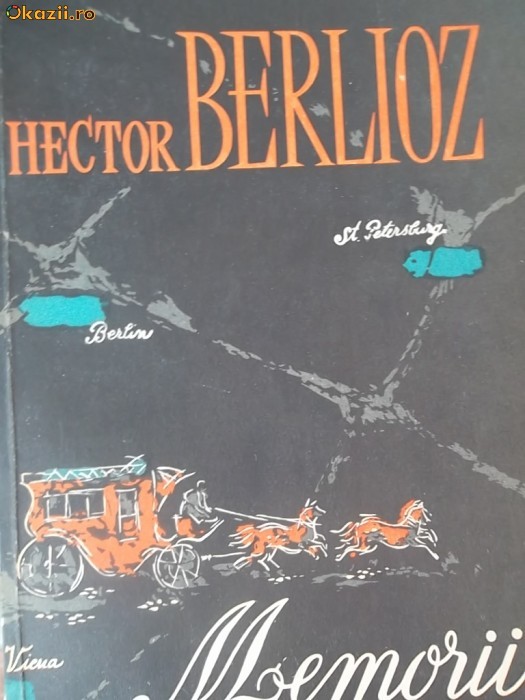 Okazii.ro
HECTOR BERLIOZ
St. Petersburg
Berlin
Viena
Memorii